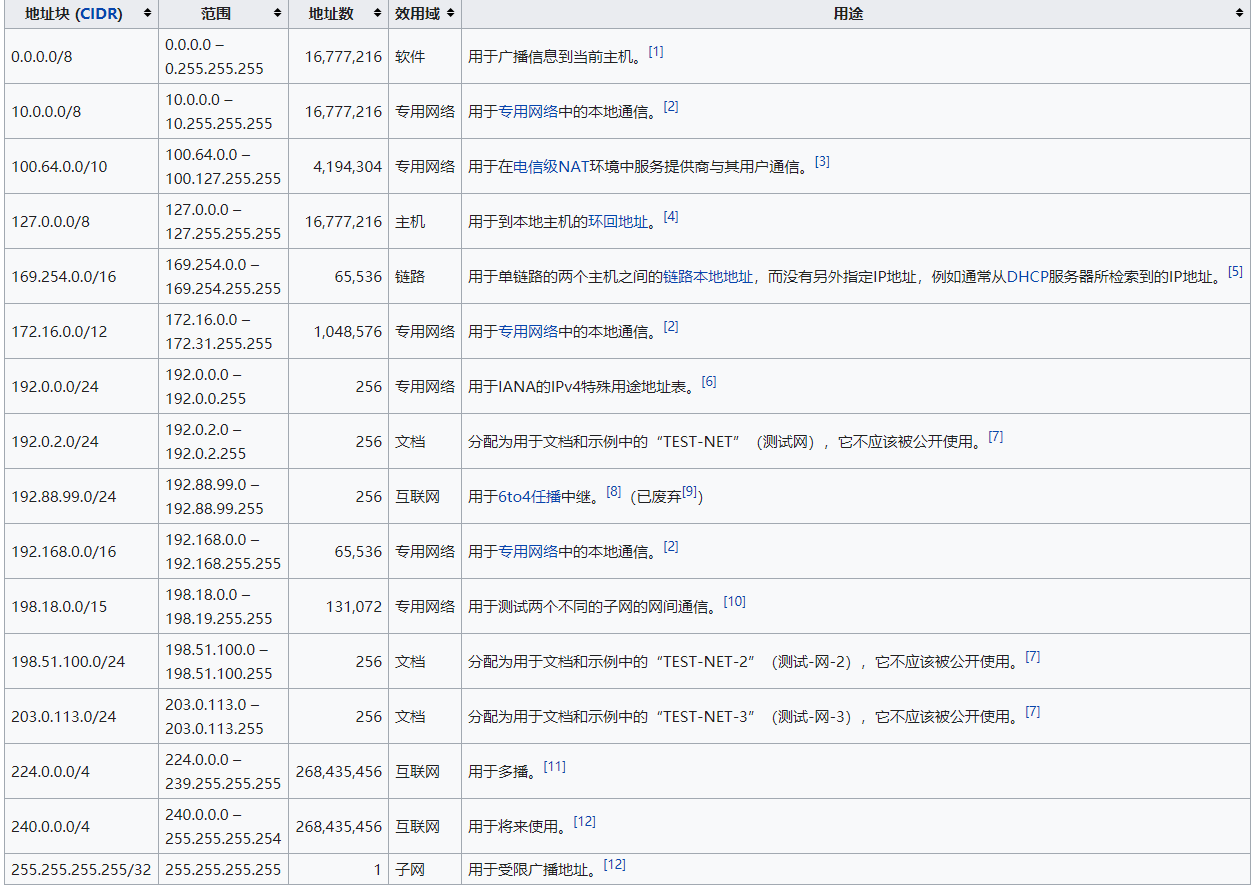 地址块 (CIDR) 范围 地址数 效用域 用途
0.0.0.0/8 0.0.0.0 – 0.255.255.255 16,777,216 软件 用于广播信息到当前主机。[1]
10.0.0.0/8 10.0.0.0 – 10.255.255.255 16,777,216 专用网络 用于专用网络中的本地通信。[2]
100.64.0.0/10 100.64.0.0 – 100.127.255.255 4,194,304 专用网络 用于在电信级NAT环境中服务提供商与其用户通信。[3]
127.0.0.0/8 127.0.0.0 – 127.255.255.255 16,777,216 主机 用于到本地主机的环回地址。[4]
169.254.0.0/16 169.254.0.0 – 169.254.255.255 65,536 链路 用于单链路的两个主机之间的链路本地地址，而没有另外指定IP地址，例如通常从DHCP服务器所检索到的IP地址。[5]
172.16.0.0/12 172.16.0.0 – 172.31.255.255 1,048,576 专用网络 用于专用网络中的本地通信。[2]
192.0.0.0/24 192.0.0.0 – 192.0.0.255 256 专用网络 用于IANA的IPv4特殊用途地址表。[6]
192.0.2.0/24 192.0.2.0 – 192.0.2.255 256 文档 分配为用于文档和示例中的“TEST-NET”（测试网），它不应该被公开使用。[7]
192.88.99.0/24 192.88.99.0 – 192.88.99.255 256 互联网 用于6to4任播中继。[8]（已废弃[9]）
192.168.0.0/16 192.168.0.0 – 192.168.255.255 65,536 专用网络 用于专用网络中的本地通信。[2]
198.18.0.0/15 198.18.0.0 – 198.19.255.255 131,072 专用网络 用于测试两个不同的子网的网间通信。[10]
198.51.100.0/24 198.51.100.0 – 198.51.100.255 256 文档 分配为用于文档和示例中的“TEST-NET-2”（测试-网-2），它不应该被公开使用。[7]
203.0.113.0/24 203.0.113.0 – 203.0.113.255 256 文档 分配为用于文档和示例中的“TEST-NET-3”（测试-网-3），它不应该被公开使用。[7]
224.0.0.0/4 224.0.0.0 – 239.255.255.255 268,435,456 互联网 用于多播。[11]
240.0.0.0/4 240.0.0.0 – 255.255.255.254 268,435,456 互联网 用于将来使用。[12]
255.255.255.255/32 255.255.255.255 1 子网 用于受限广播地址。[12]